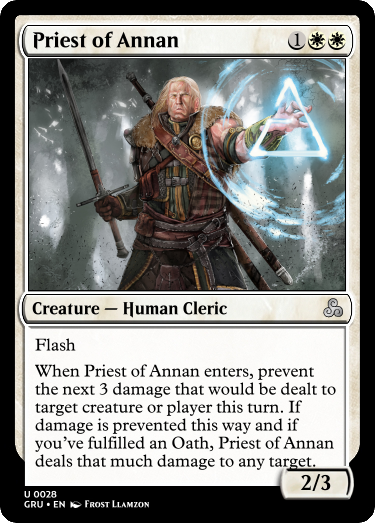 Priest of Annan 1
Creature — Human Cleric
Flash
When Priest of Annan enters, prevent
the next 3 damage that would be dealt to
target creature or player this turn. If
damage is prevented this way and if
you've fulfilled an Oath, Priest of Annan
deals that much damage to any target.
2/3
U 0028
GRU • EN Frost Llamzon